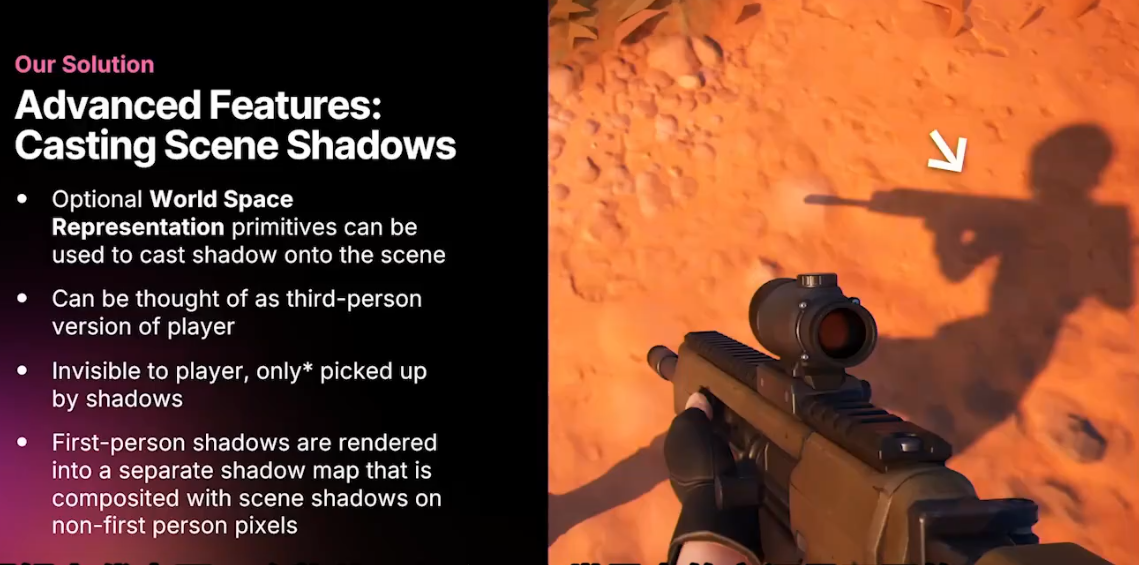 Our Solution
Advanced Features:
Casting Scene Shadows
• Optional World Space
Representation primitives can be
used to cast shadow onto the scene
• Can be thought of as third-person
version of player
• Invisible to player, only* picked up
by shadows
• First-person shadows are rendered
into a separate shadow map that is
composited with scene shadows on
non-first person pixels